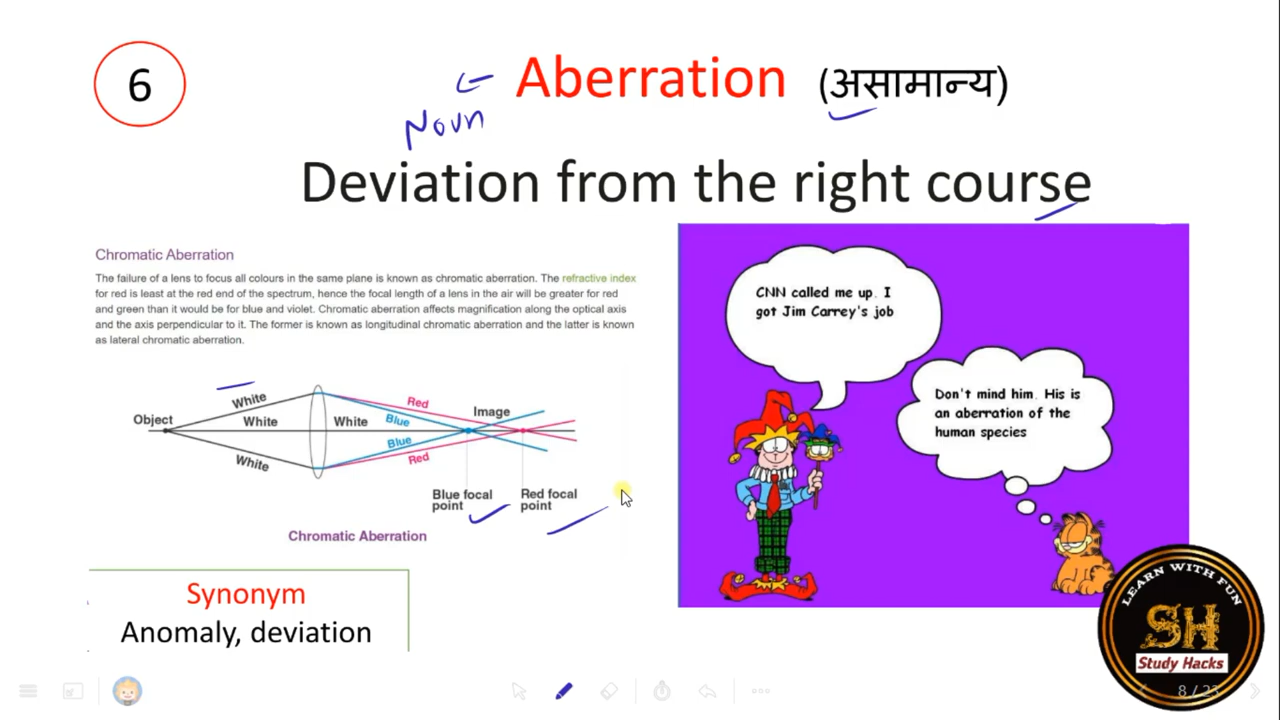 6
Aberration (असामान्य)
Noun
Deviation from the right course
Chromatic Aberration
The failure of a lens to focus all colours in the same plane is known as chromatic aberration. The refractive index
for red is least at the red end of the spectrum, hence the focal length of a lens in the air will be greater for red
and green than it would be for blue and violet. Chromatic aberration affects magnification along the optical axis
and the axis perpendicular to it. The former is known as longitudinal chromatic aberration and the latter is known
as lateral chromatic aberration.
Object
White
White
White
White
Red
Blue
Blue
Red
Image
Blue focal
point
Red focal
point
Chromatic Aberration
Synonym
Anomaly, deviation
CNN called me up. I
got Jim Carrey's job
Don't mind him. His is
an aberration of the
human species
LEARN WITH FUN
SH
Study Hacks
8 / 23